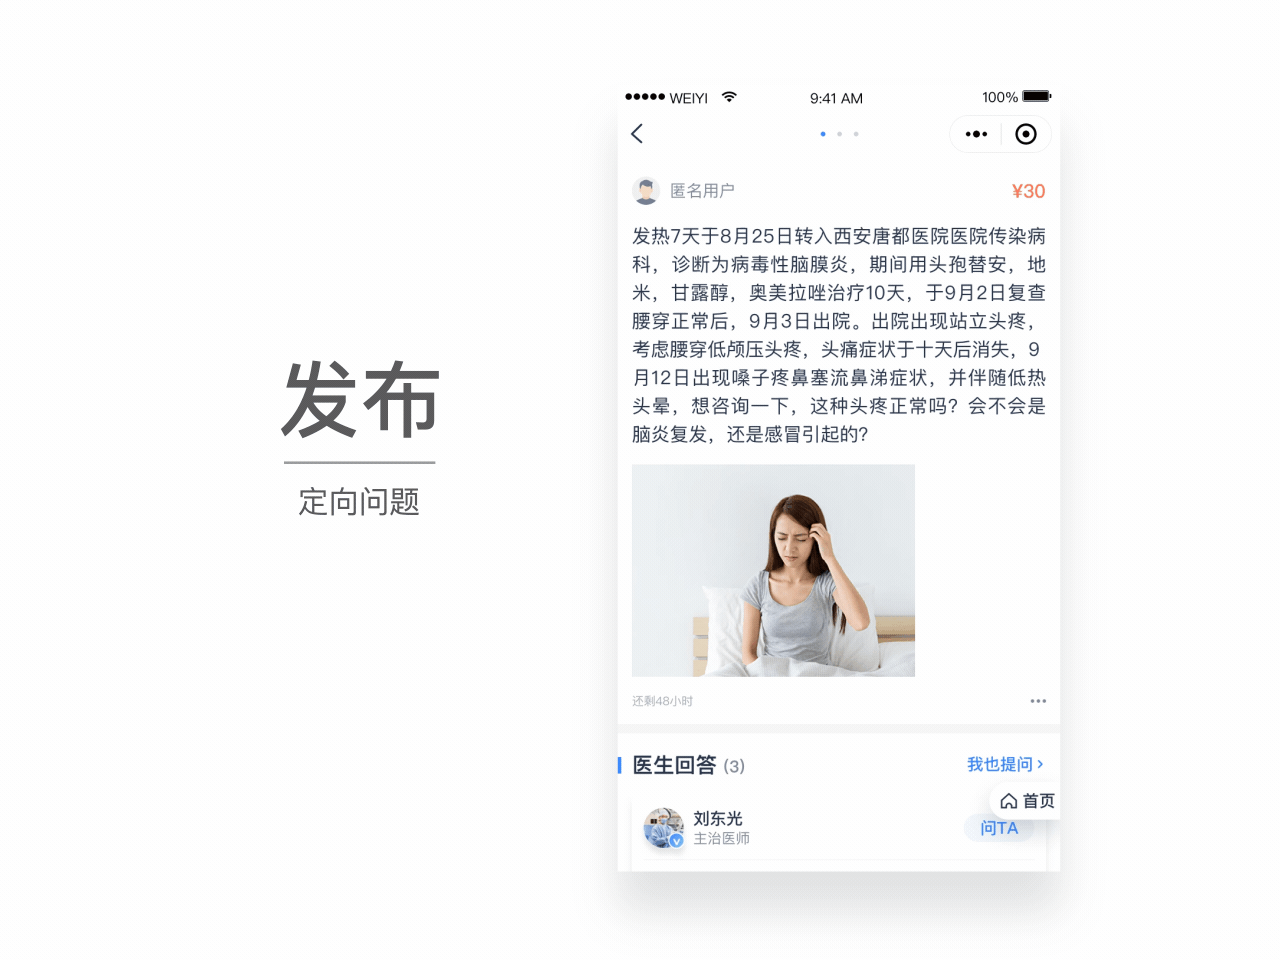 发布
定向问题
WEIYI
9:41 AM
100%
匿名用户
¥30
发热7天于8月25日转入西安唐都医院医院传染病
科，诊断为病毒性脑膜炎，期间用头孢替安，地
米，甘露醇，奥美拉唑治疗10天，于9月2日复查
腰穿正常后，9月3日出院。出院出现站立头疼，
考虑腰穿低颅压头疼，头痛症状于十天后消失，9
月12日出现嗓子疼鼻塞流鼻涕症状，并伴随低热
头晕，想咨询一下，这种头疼正常吗？会不会是
脑炎复发，还是感冒引起的？
还剩48小时
医生回答 (3)
我也提问
首页
刘东光
主治医师
问TA